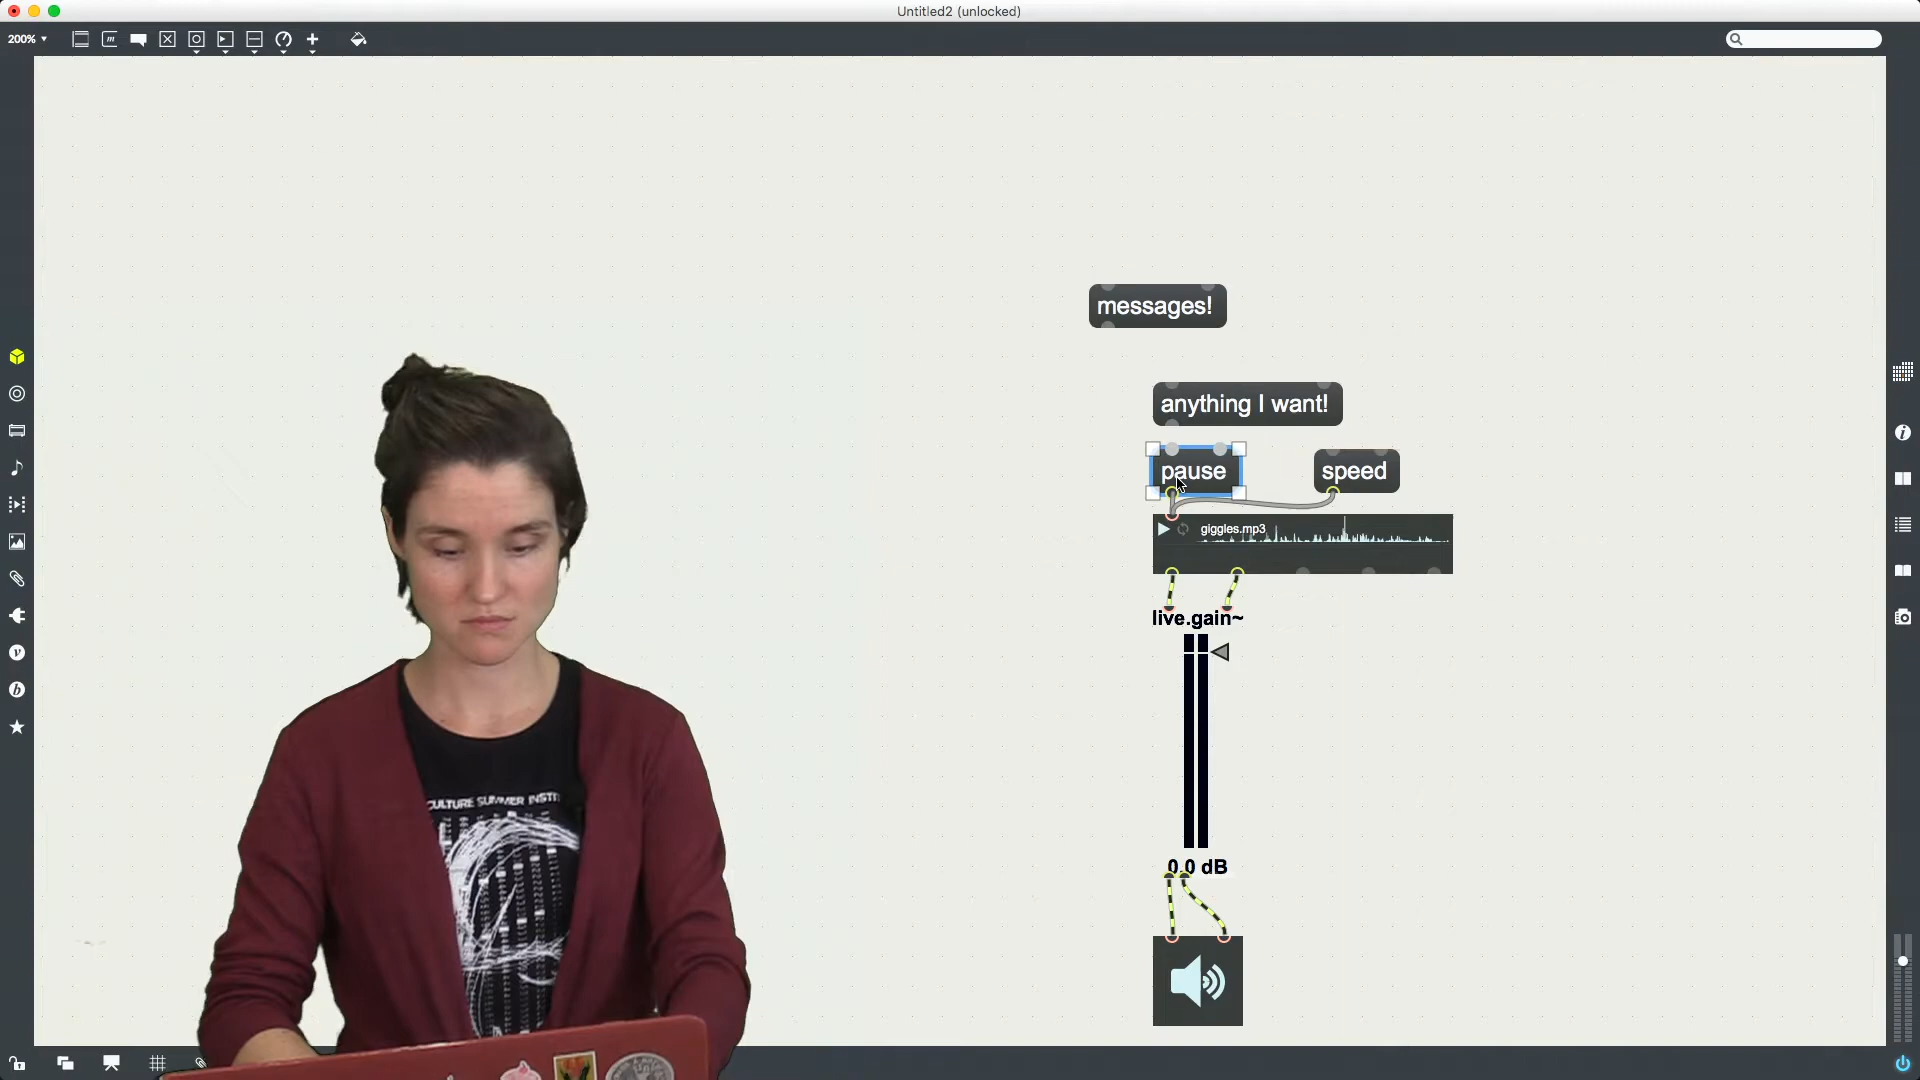 Untitled2 (unlocked)
200%
messages!
anything I want!
pause
speed
giggles.mp3
live.gain~
0.0 dB
CULTURE SUMMER INSTI